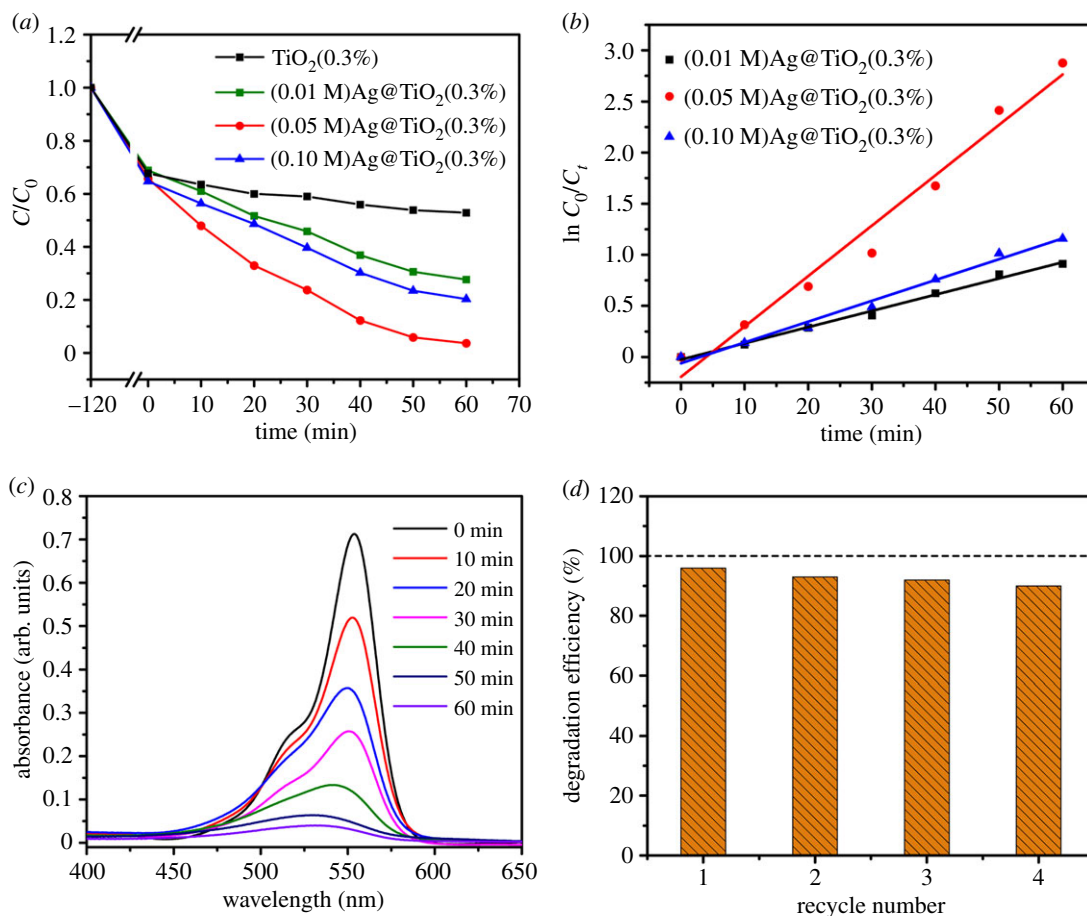 (a)
1.2
1.0
0.8
0.6
0.4
0.2
0
C/C₀
TiO₂(0.3%)
(0.01 M)Ag@TiO₂(0.3%)
(0.05 M)Ag@TiO₂(0.3%)
(0.10 M)Ag@TiO₂(0.3%)
–120 0 10 20 30 40 50 60 70
time (min)
(b)
3.0
2.5
2.0
1.5
1.0
0.5
0
ln C₀/Cₜ
(0.01 M)Ag@TiO₂(0.3%)
(0.05 M)Ag@TiO₂(0.3%)
(0.10 M)Ag@TiO₂(0.3%)
0 10 20 30 40 50 60
time (min)
(c)
0.8
0.7
0.6
0.5
0.4
0.3
0.2
0.1
0
absorbance (arb. units)
0 min
10 min
20 min
30 min
40 min
50 min
60 min
400 450 500 550 600 650
wavelength (nm)
(d)
120
100
80
60
40
20
0
degradation efficiency (%)
1 2 3 4
recycle number